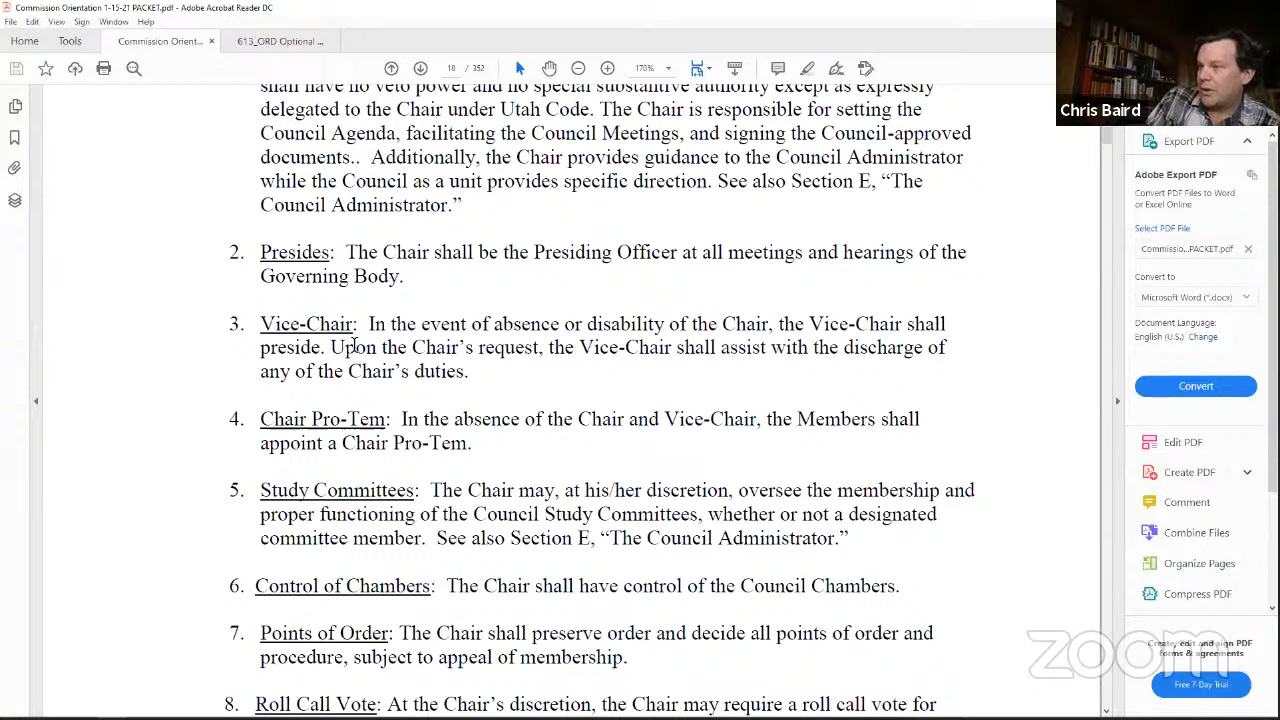 Commission Orientation 1-15-21 PACKET.pdf - Adobe Acrobat Reader DC
File Edit View Sign Window Help
Home Tools Commission Orient... × 613_ORD Optional ...
18 / 352 170%
Chris Baird
shall have no veto power and no special substantive authority except as expressly
delegated to the Chair under Utah Code. The Chair is responsible for setting the
Council Agenda, facilitating the Council Meetings, and signing the Council-approved
documents.. Additionally, the Chair provides guidance to the Council Administrator
while the Council as a unit provides specific direction. See also Section E, “The
Council Administrator.”
2. Presides: The Chair shall be the Presiding Officer at all meetings and hearings of the
Governing Body.
3. Vice-Chair: In the event of absence or disability of the Chair, the Vice-Chair shall
preside. Upon the Chair’s request, the Vice-Chair shall assist with the discharge of
any of the Chair’s duties.
4. Chair Pro-Tem: In the absence of the Chair and Vice-Chair, the Members shall
appoint a Chair Pro-Tem.
5. Study Committees: The Chair may, at his/her discretion, oversee the membership and
proper functioning of the Council Study Committees, whether or not a designated
committee member. See also Section E, “The Council Administrator.”
6. Control of Chambers: The Chair shall have control of the Council Chambers.
7. Points of Order: The Chair shall preserve order and decide all points of order and
procedure, subject to appeal of membership.
8. Roll Call Vote: At the Chair’s discretion, the Chair may require a roll call vote for
Export PDF
Adobe Export PDF
Convert PDF Files to Word
or Excel Online
Select PDF File
Commissio...PACKET.pdf ×
Convert to
Microsoft Word (*.docx)
Document Language:
English (U.S.) Change
Convert
Edit PDF
Create PDF
Comment
Combine Files
Organize Pages
Compress PDF
Create, edit and sign PDF
forms & agreements
Free 7-Day Trial
zoom